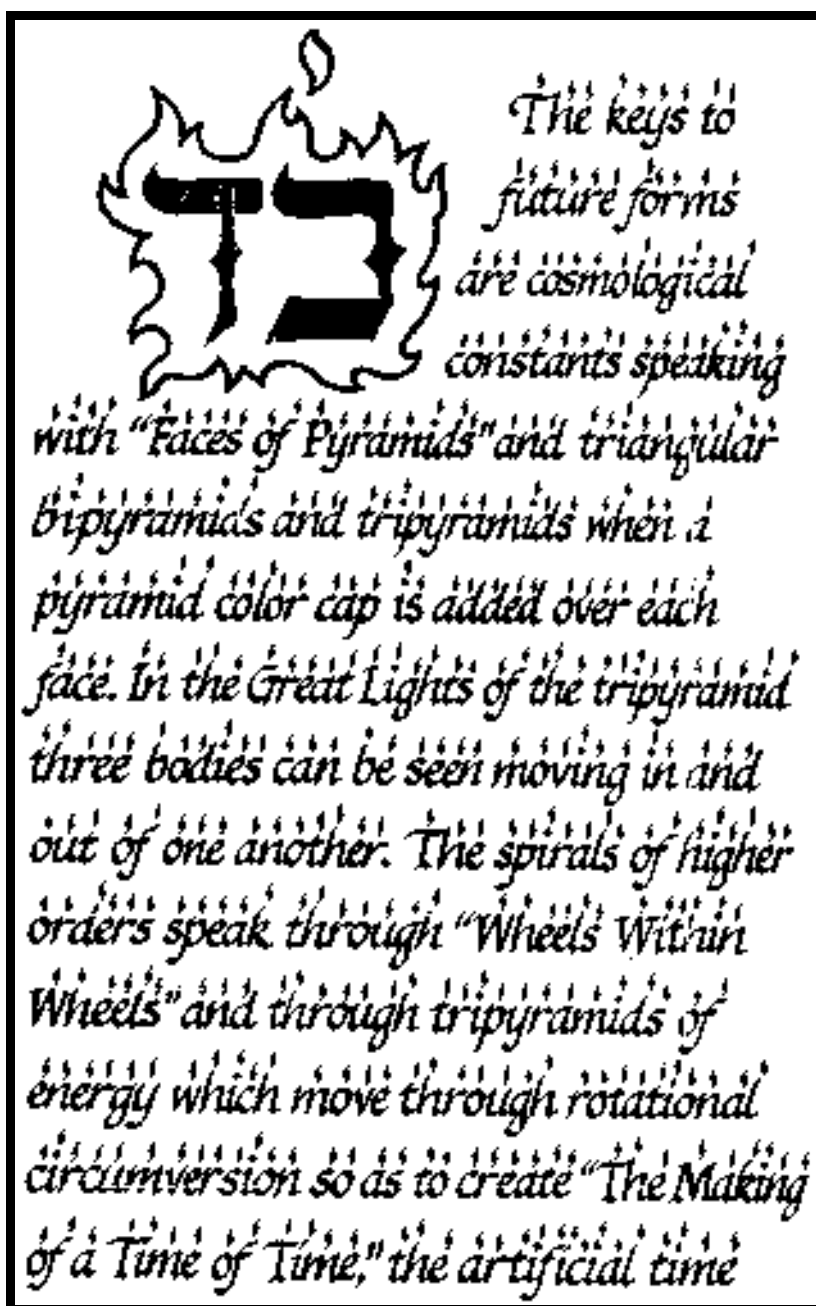 כד
The keys to
future forms
are cosmological
constants speaking
with "Faces of Pyramids" and triangular
bipyramids and tripyramids when a
pyramid color cap is added over each
face. In the Great Lights of the tripyramid
three bodies can be seen moving in and
out of one another. The spirals of higher
orders speak through "Wheels Within
Wheels" and through tripyramids of
energy which move through rotational
circumversion so as to create "The Making
of a Time of Time," the artificial time